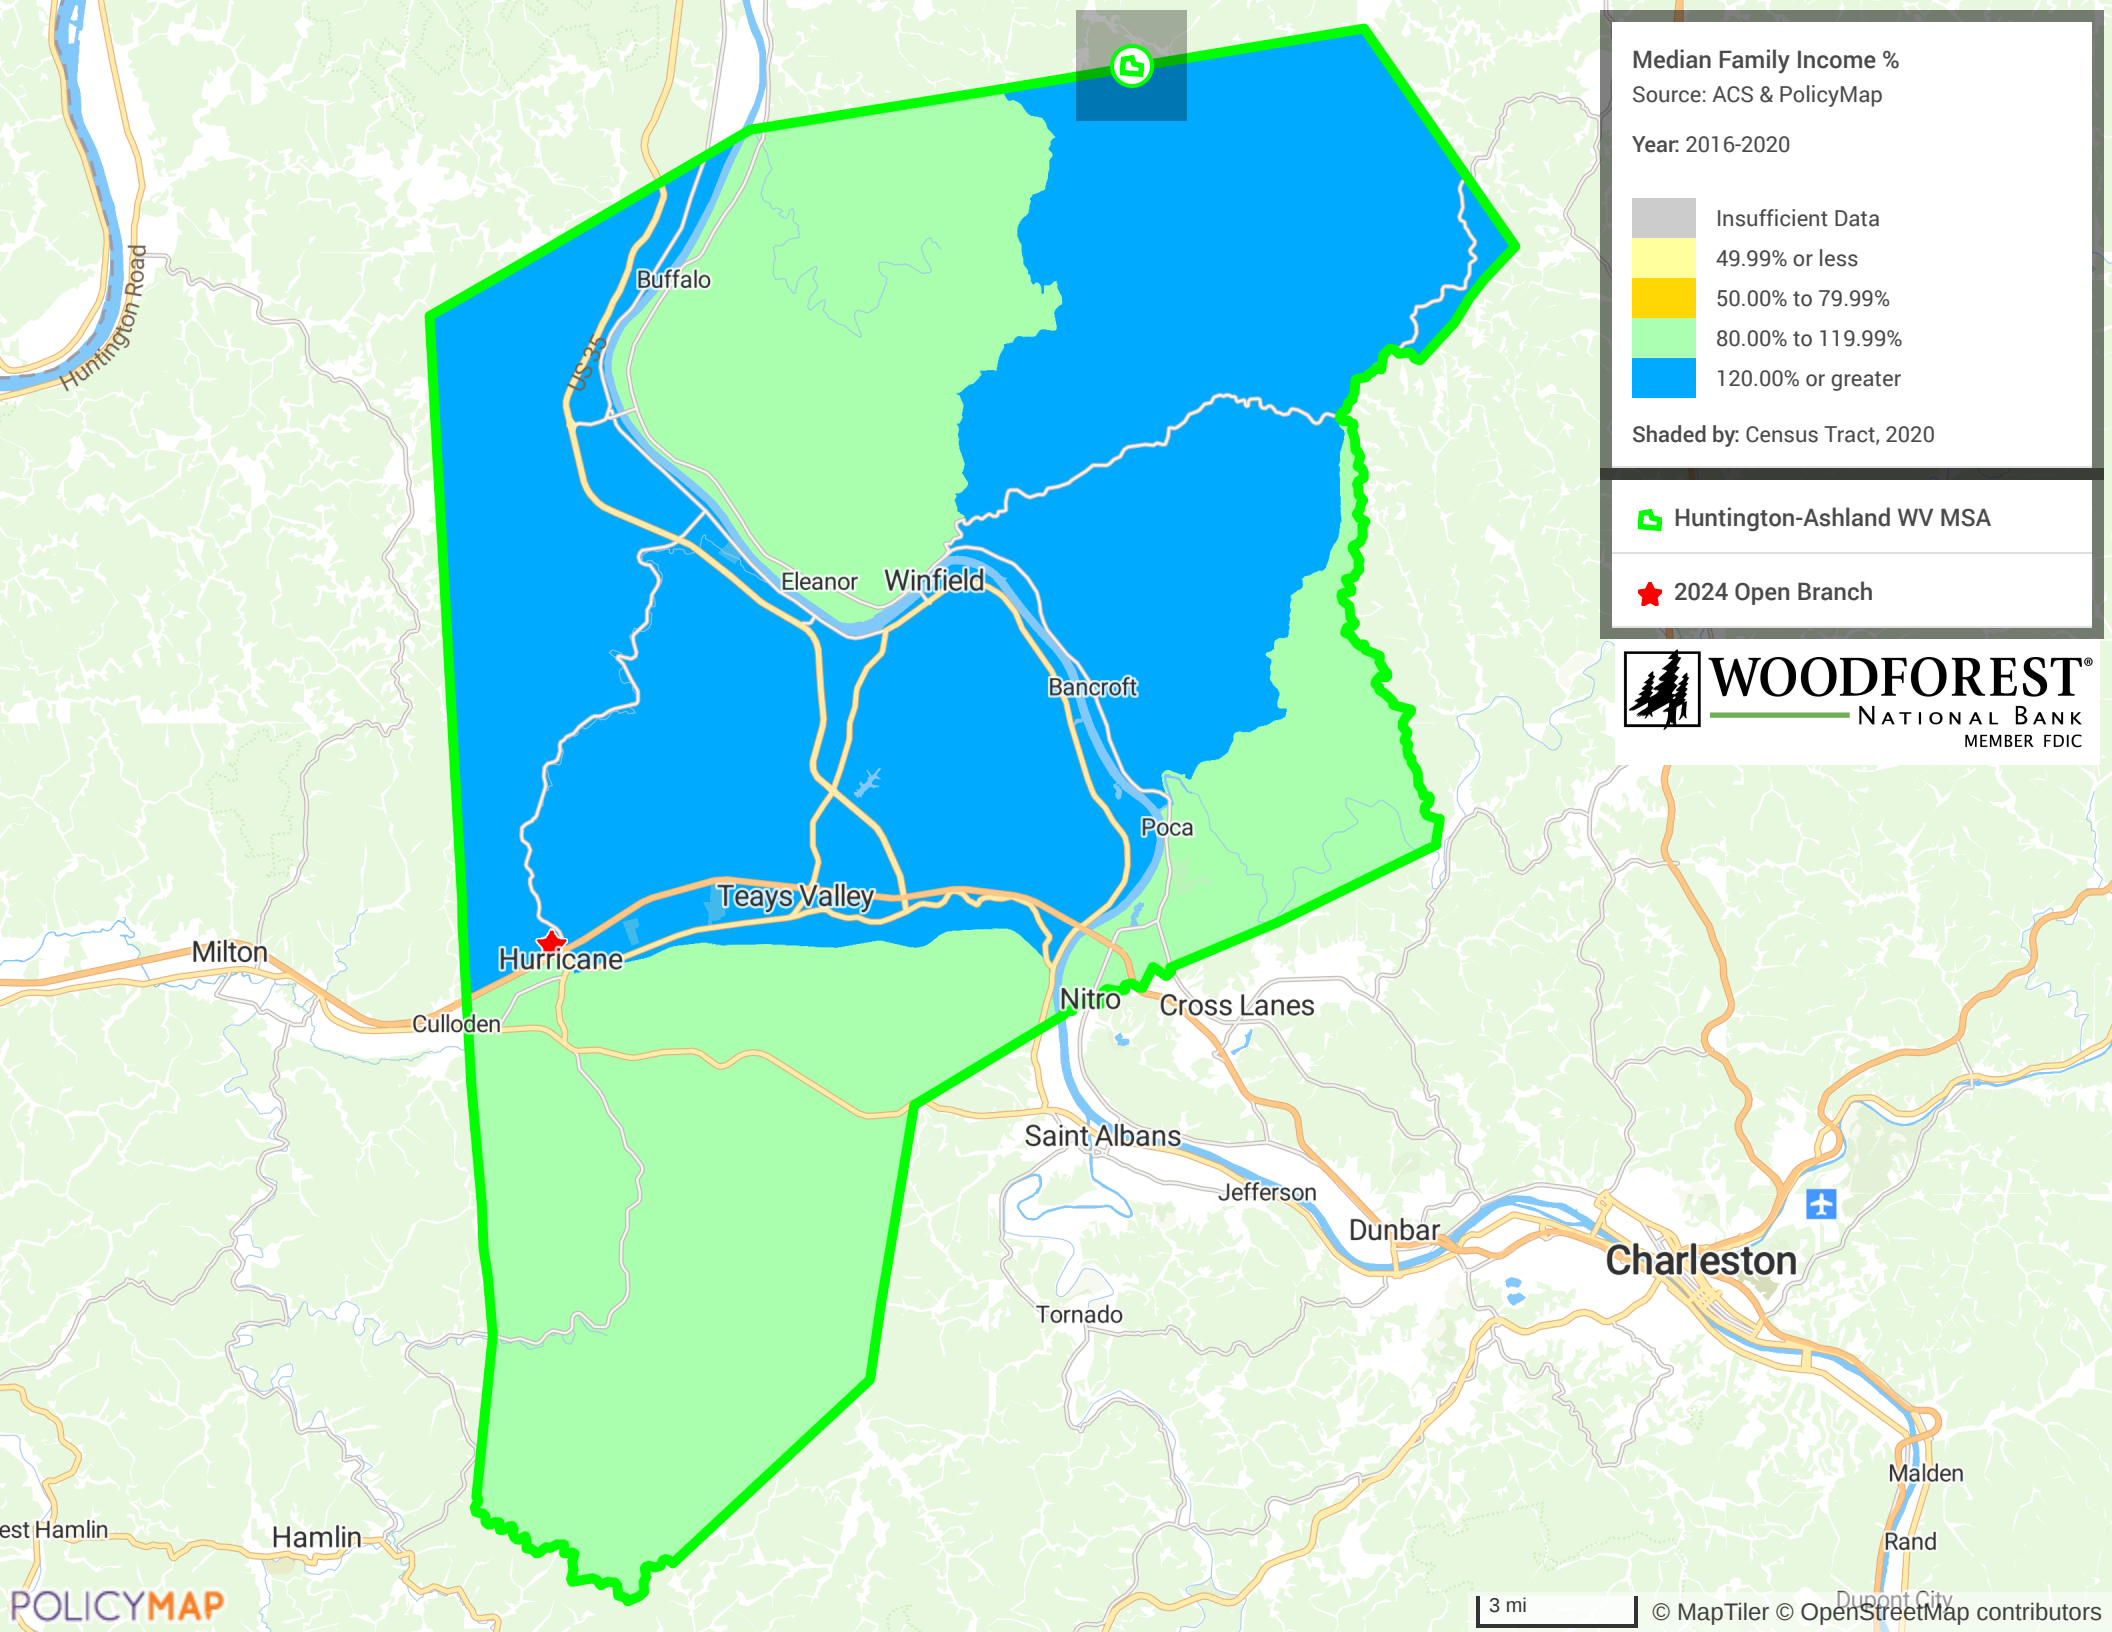 Median Family Income %
Source: ACS & PolicyMap
Year: 2016-2020
Insufficient Data
49.99% or less
50.00% to 79.99%
80.00% to 119.99%
120.00% or greater
Shaded by: Census Tract, 2020
Huntington-Ashland WV MSA
2024 Open Branch
WOODFOREST®
NATIONAL BANK
MEMBER FDIC
Huntington Road
Buffalo
US 35
Eleanor
Winfield
Bancroft
Poca
Teays Valley
Milton
Hurricane
Nitro
Cross Lanes
Culloden
Saint Albans
Jefferson
Dunbar
Charleston
Tornado
Malden
est Hamlin
Hamlin
Rand
Dupont City
POLICYMAP
3 mi
© MapTiler © OpenStreetMap contributors